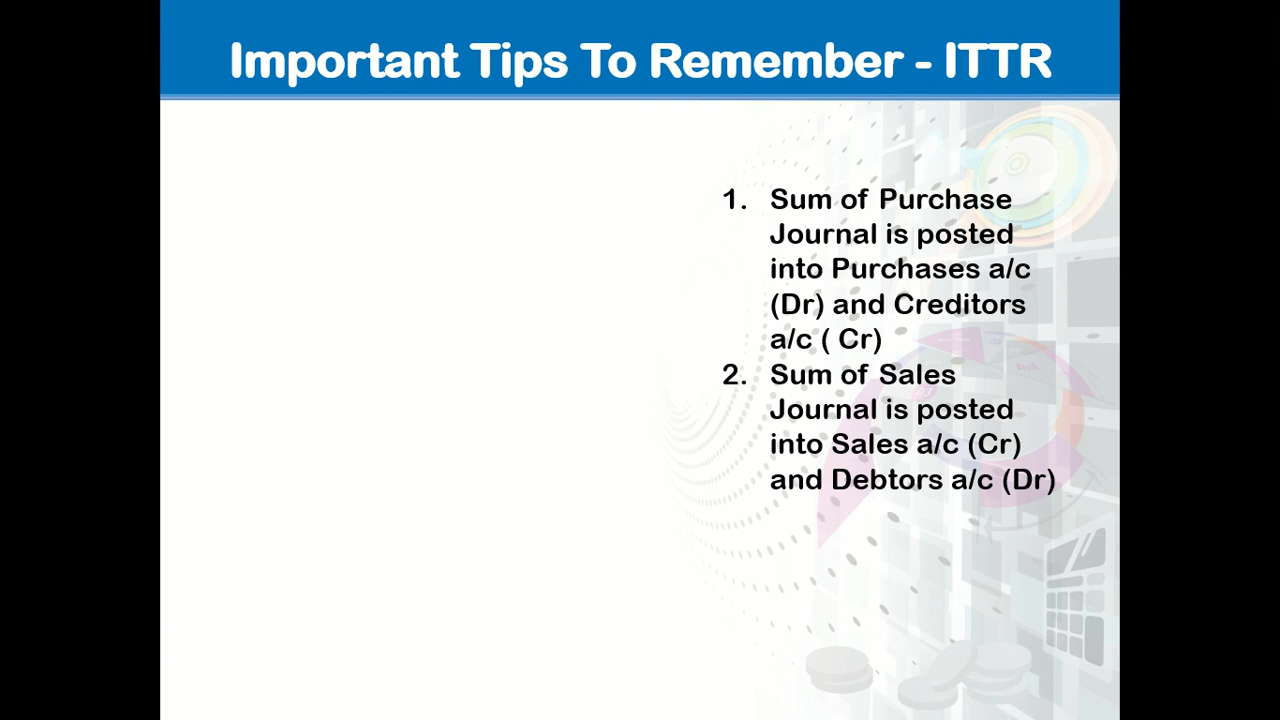 Important Tips To Remember - ITTR
1. Sum of Purchase
Journal is posted
into Purchases a/c
(Dr) and Creditors
a/c ( Cr)
2. Sum of Sales
Journal is posted
into Sales a/c (Cr)
and Debtors a/c (Dr)